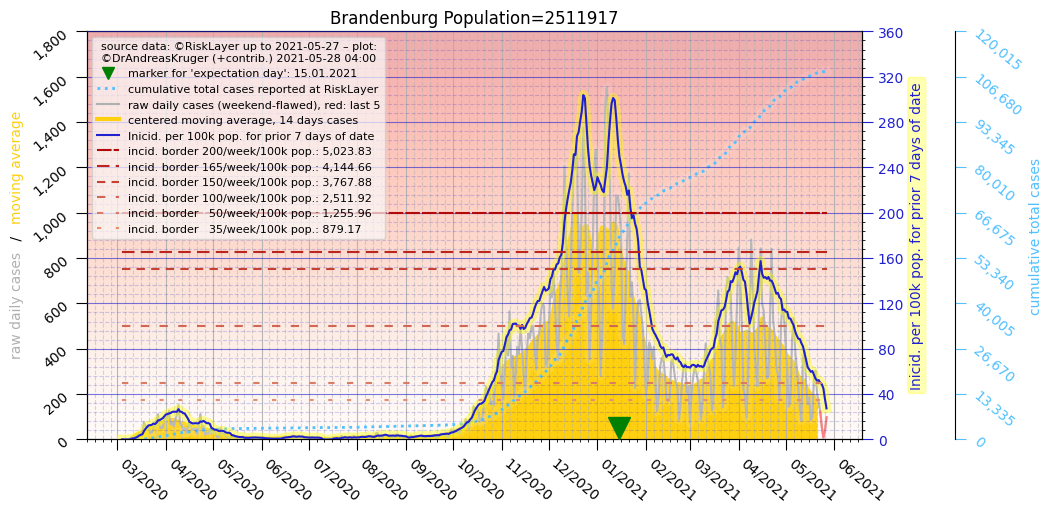 Brandenburg Population=2511917
source data: ©RiskLayer up to 2021-05-27 – plot:
©DrAndreasKruger (+contrib.) 2021-05-28 04:00
marker for 'expectation day': 15.01.2021
cumulative total cases reported at RiskLayer
raw daily cases (weekend-flawed), red: last 5
centered moving average, 14 days cases
Inicid. per 100k pop. for prior 7 days of date
incid. border 200/week/100k pop.: 5,023.83
incid. border 165/week/100k pop.: 4,144.66
incid. border 150/week/100k pop.: 3,767.88
incid. border 100/week/100k pop.: 2,511.92
incid. border   50/week/100k pop.: 1,255.96
incid. border   35/week/100k pop.: 879.17
raw daily cases / moving average
1,800
1,600
1,400
1,200
1,000
800
600
400
200
0
03/2020
04/2020
05/2020
06/2020
07/2020
08/2020
09/2020
10/2020
11/2020
12/2020
01/2021
02/2021
03/2021
04/2021
05/2021
06/2021
360
320
280
240
200
160
120
80
40
0
Inicid. per 100k pop. for prior 7 days of date
120,015
106,680
93,345
80,010
66,675
53,340
40,005
26,670
13,335
0
cumulative total cases